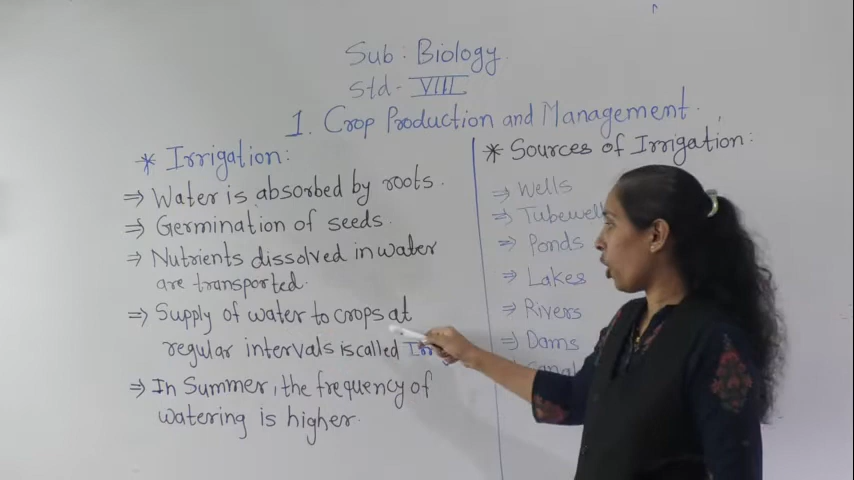 Sub : Biology.
Std - VIII
1. Crop Production and Management.
* Irrigation:
⇒ Water is absorbed by roots.
⇒ Germination of seeds.
⇒ Nutrients dissolved in water
are transported.
⇒ Supply of water to crops at
regular intervals is called
⇒ In Summer, the frequency of
watering is higher.
* Sources of Irrigation:
⇒ Wells
⇒ Tubewell
⇒ Ponds
⇒ Lakes
⇒ Rivers
⇒ Dams